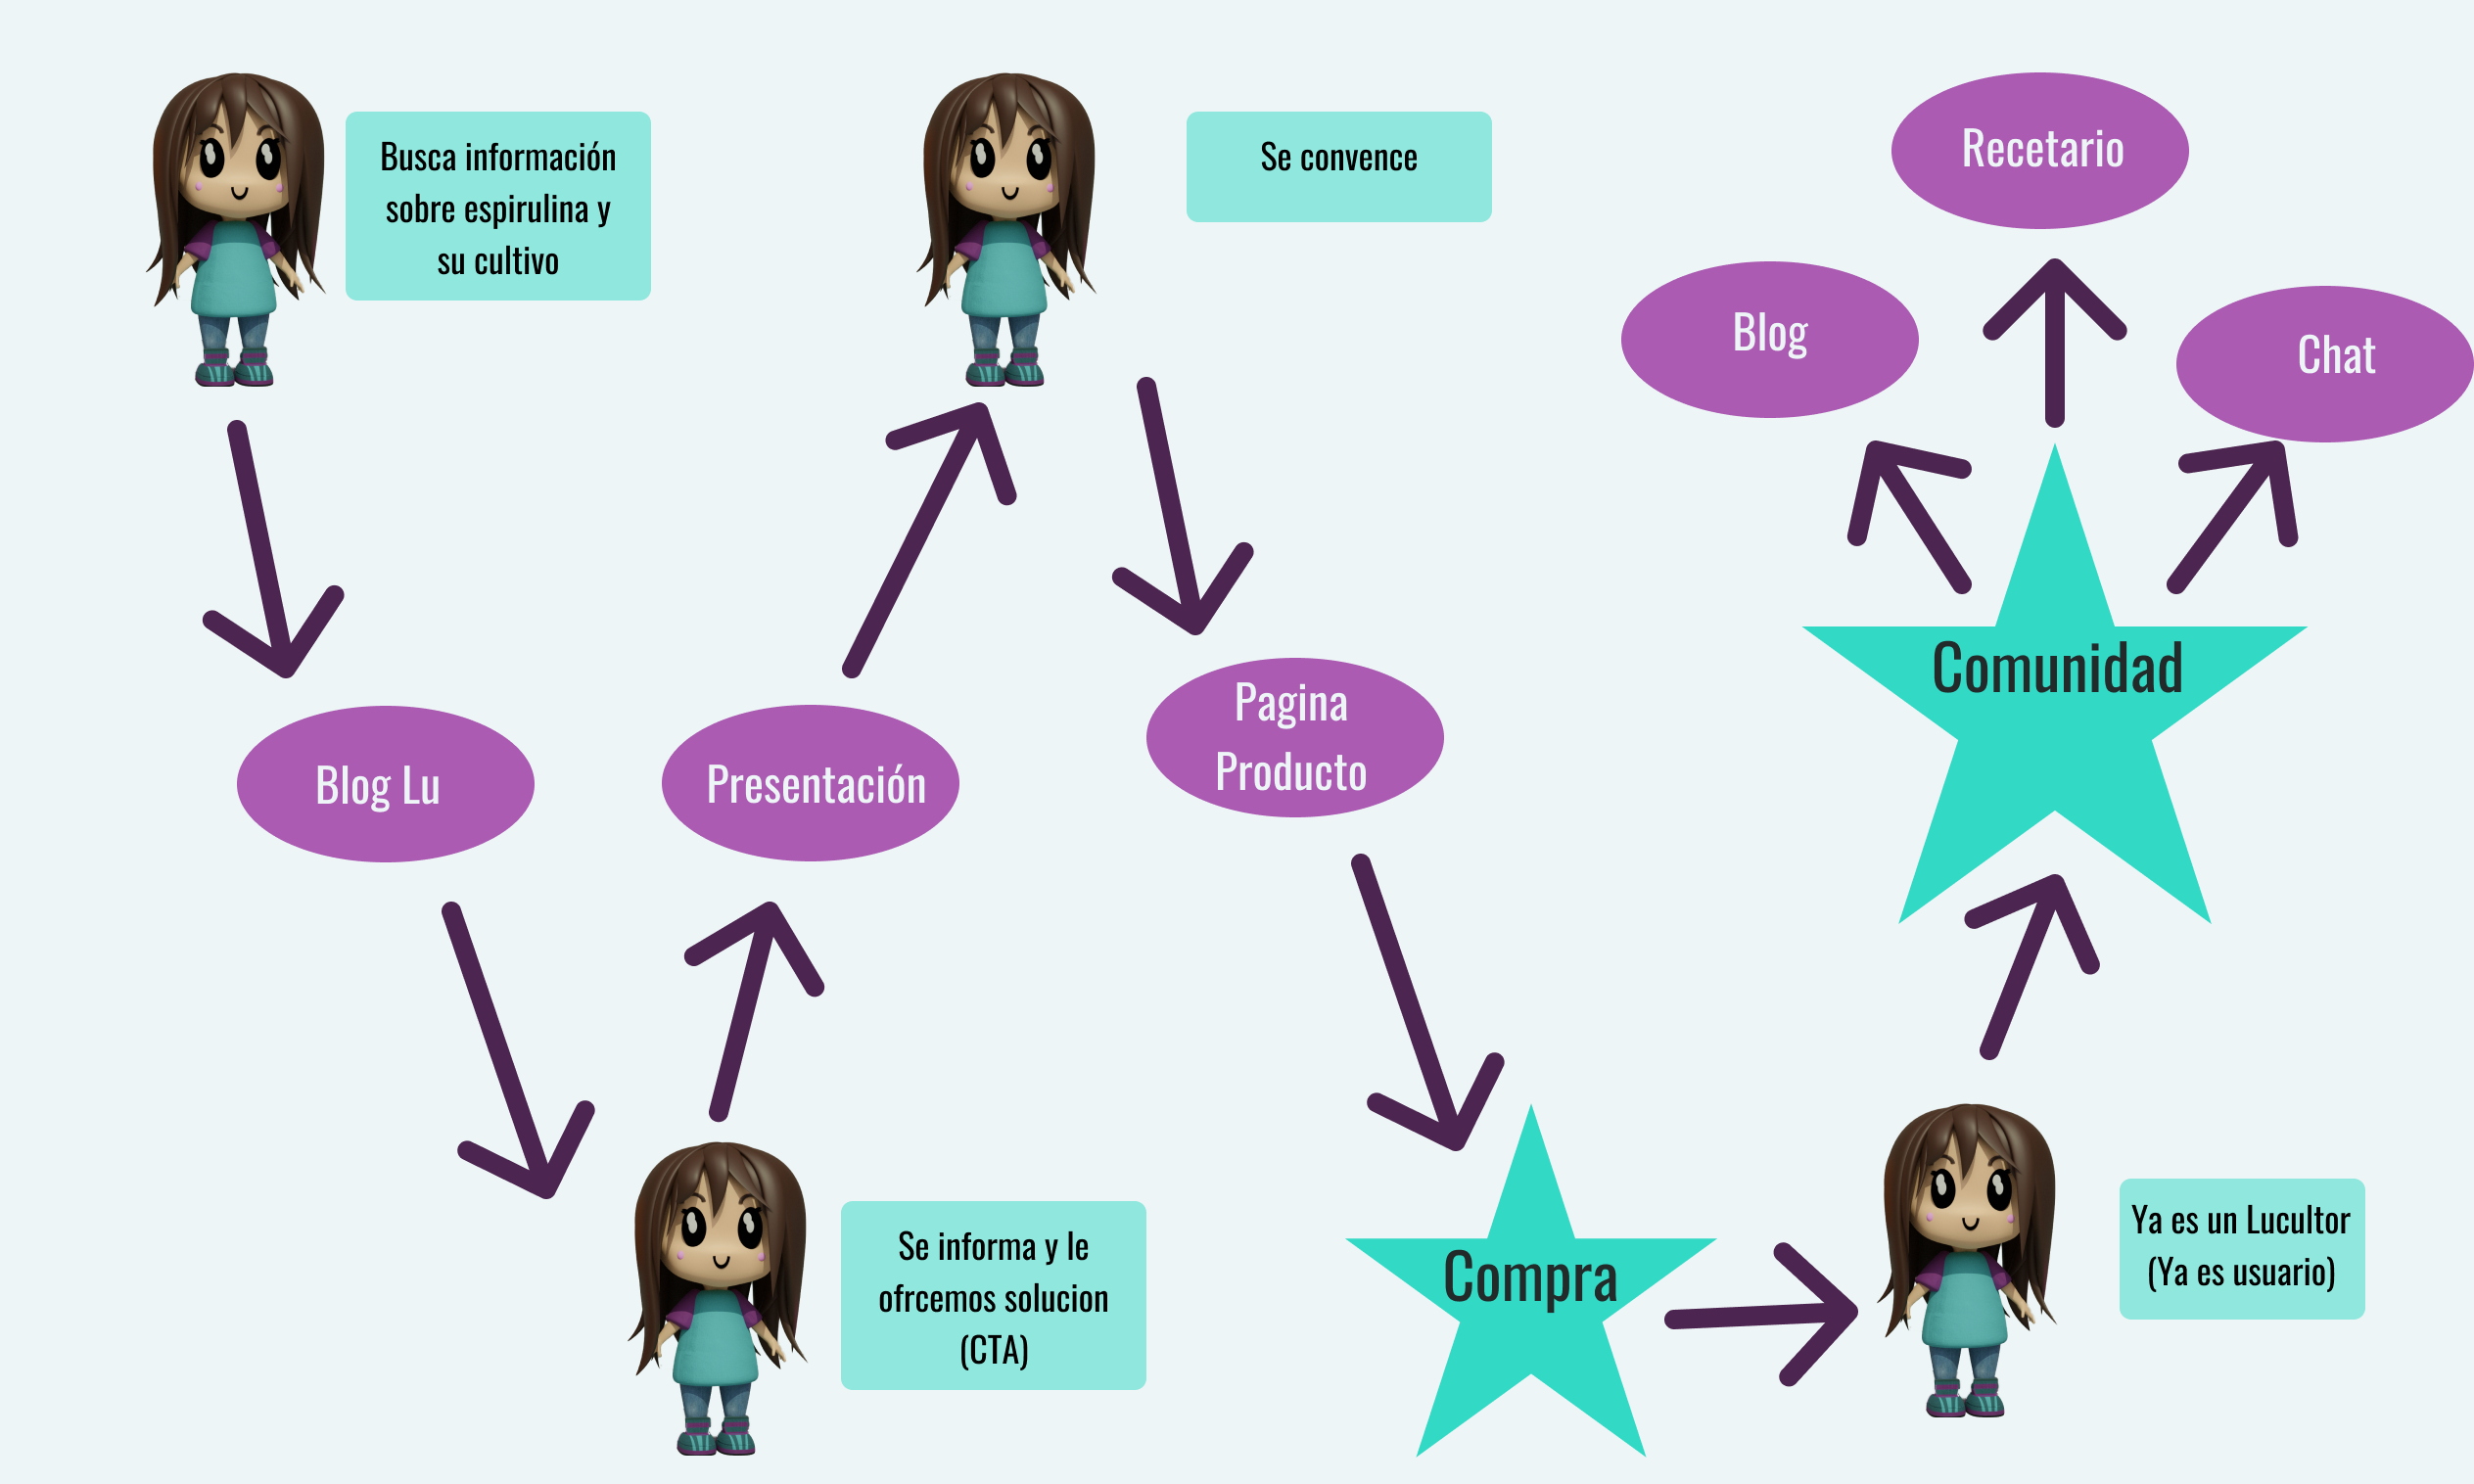 Busca información
sobre espirulina y
su cultivo
Blog Lu
Se informa y le
ofrcemos solucion
(CTA)
Presentación
Se convence
Pagina
Producto
Compra
Ya es un Lucultor
(Ya es usuario)
Comunidad
Blog
Recetario
Chat